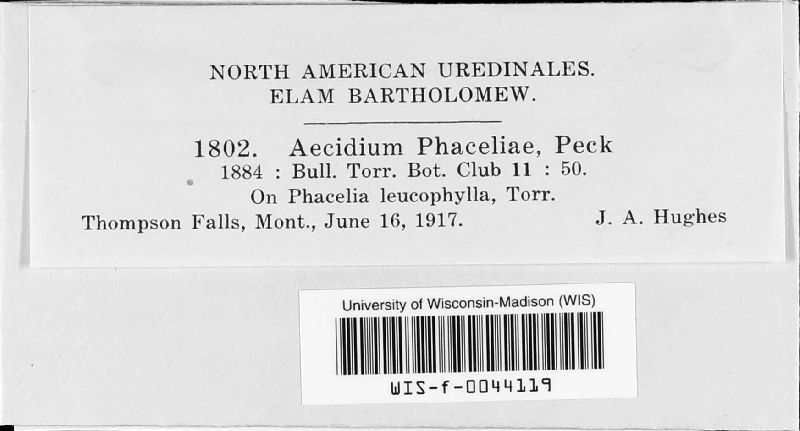 NORTH AMERICAN UREDINALES.
ELAM BARTHOLOMEW.
1802. Aecidium Phaceliae, Peck
1884 : Bull. Torr. Bot. Club 11 : 50.
On Phacelia leucophylla, Torr.
Thompson Falls, Mont., June 16, 1917. J. A. Hughes
University of Wisconsin-Madison (WIS)
WIS-f-0044119